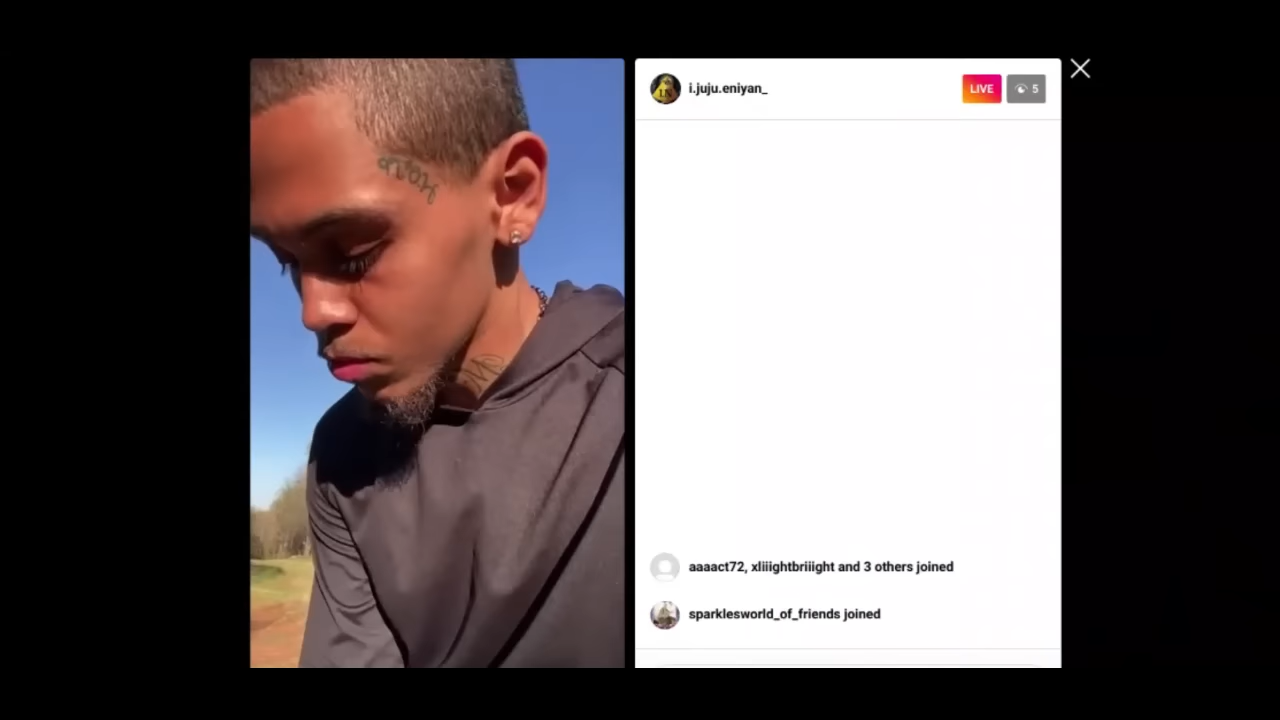 i.juju.eniyan_
LIVE
5
aaaact72, xliiightbriiight and 3 others joined
sparklesworld_of_friends joined